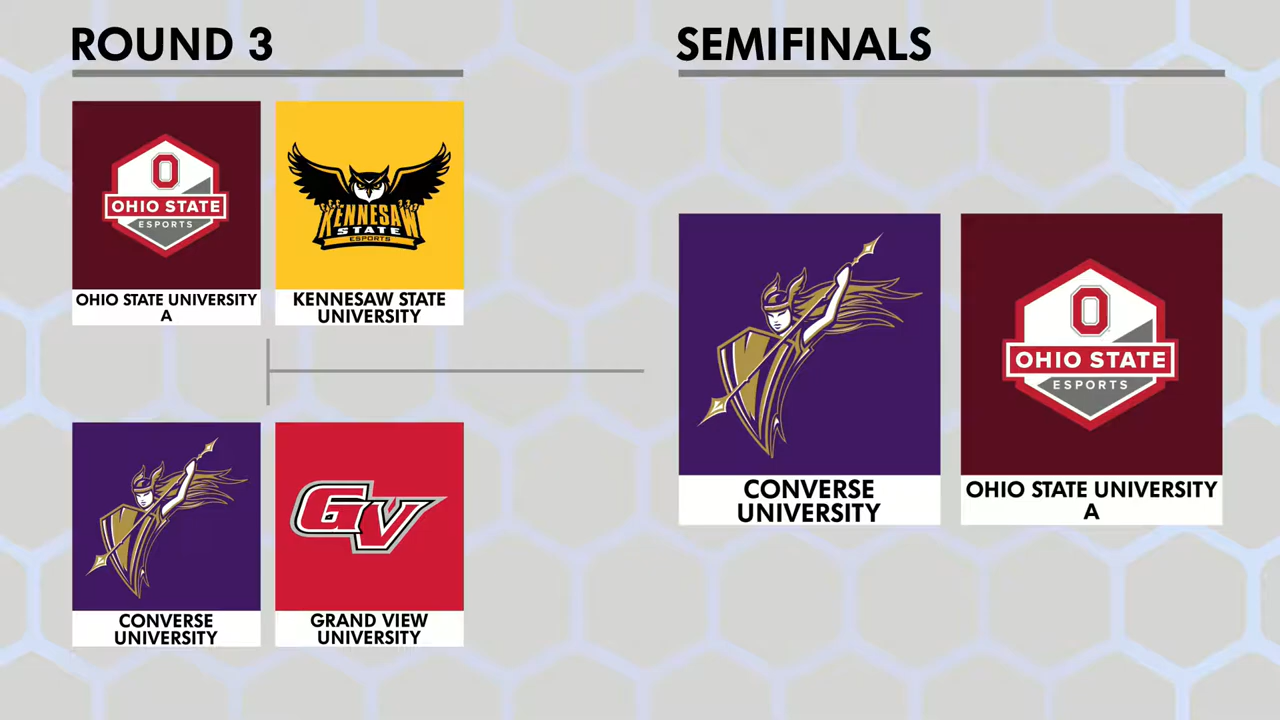 ROUND 3
SEMIFINALS
O
OHIO STATE
ESPORTS
OHIO STATE UNIVERSITY
A
KENNESAW
STATE
ESPORTS
KENNESAW STATE
UNIVERSITY
CONVERSE
UNIVERSITY
GV
GRAND VIEW
UNIVERSITY
CONVERSE
UNIVERSITY
O
OHIO STATE
ESPORTS
OHIO STATE UNIVERSITY
A